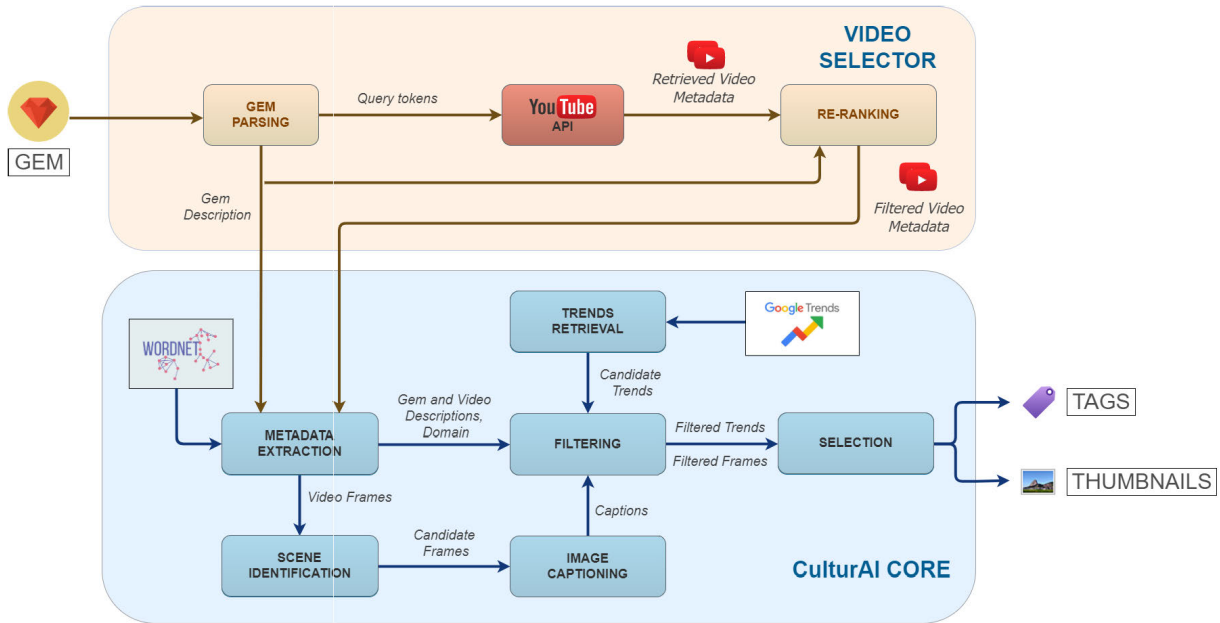 VIDEO
SELECTOR
GEM
GEM
PARSING
Query tokens
YouTube
API
Retrieved Video
Metadata
RE-RANKING
Gem
Description
Filtered Video
Metadata
WORDNET
TRENDS
RETRIEVAL
Google Trends
Candidate
Trends
METADATA
EXTRACTION
Gem and Video
Descriptions,
Domain
FILTERING
Filtered Trends
Filtered Frames
SELECTION
TAGS
THUMBNAILS
Video Frames
Captions
SCENE
IDENTIFICATION
Candidate
Frames
IMAGE
CAPTIONING
CulturAI CORE